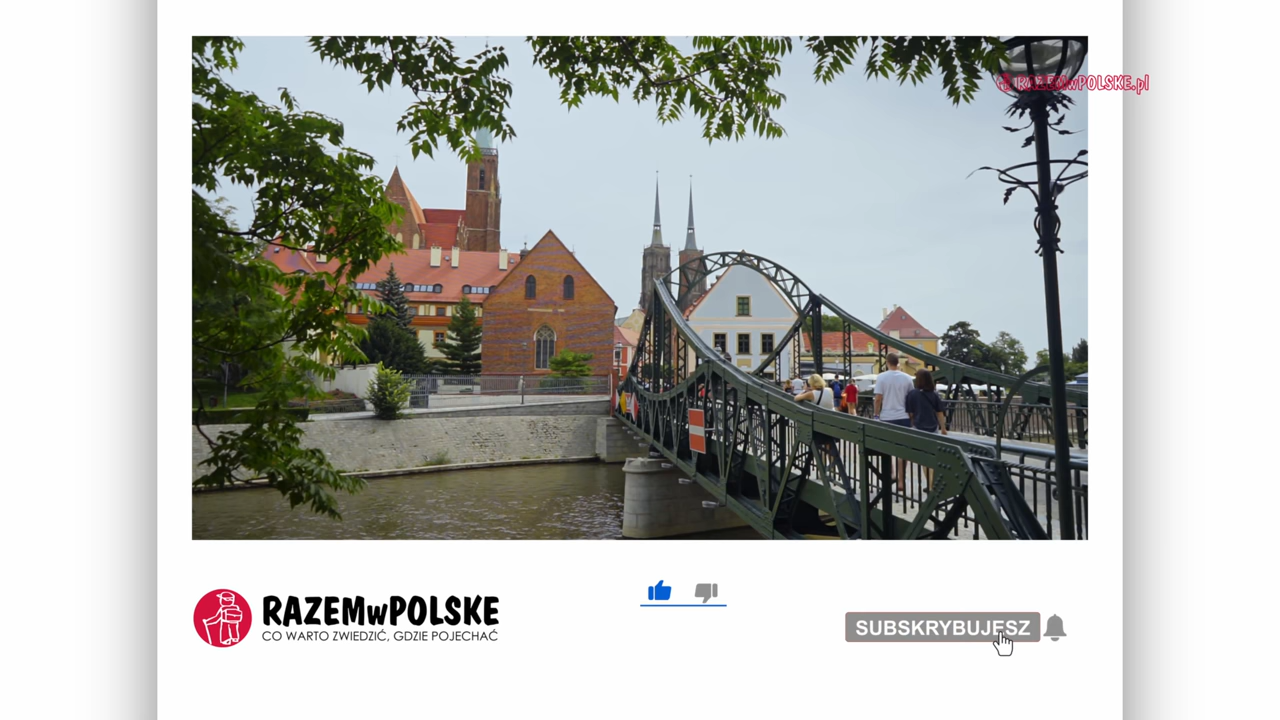 RAZEMwPOLSKE.pl
RAZEMwPOLSKE
CO WARTO ZWIEDZIĆ, GDZIE POJECHAĆ
SUBSKRYBUJESZ